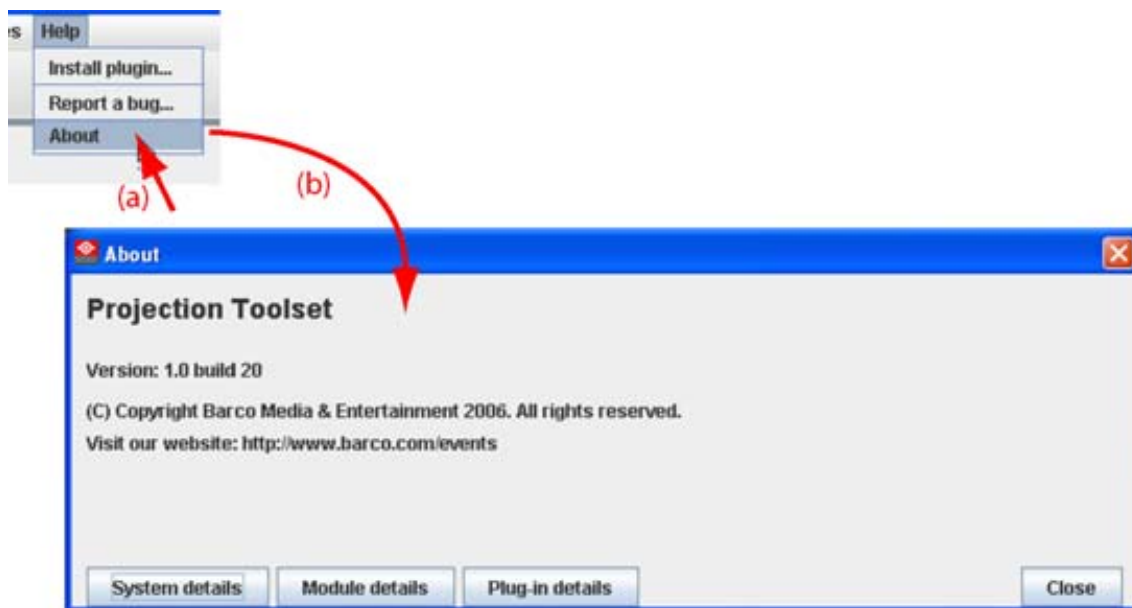 Help
Install plugin...
Report a bug...
About
(a)
(b)
About
Projection Toolset
Version: 1.0 build 20
(C) Copyright Barco Media & Entertainment 2006. All rights reserved.
Visit our website: http://www.barco.com/events
System details Module details Plug-in details Close